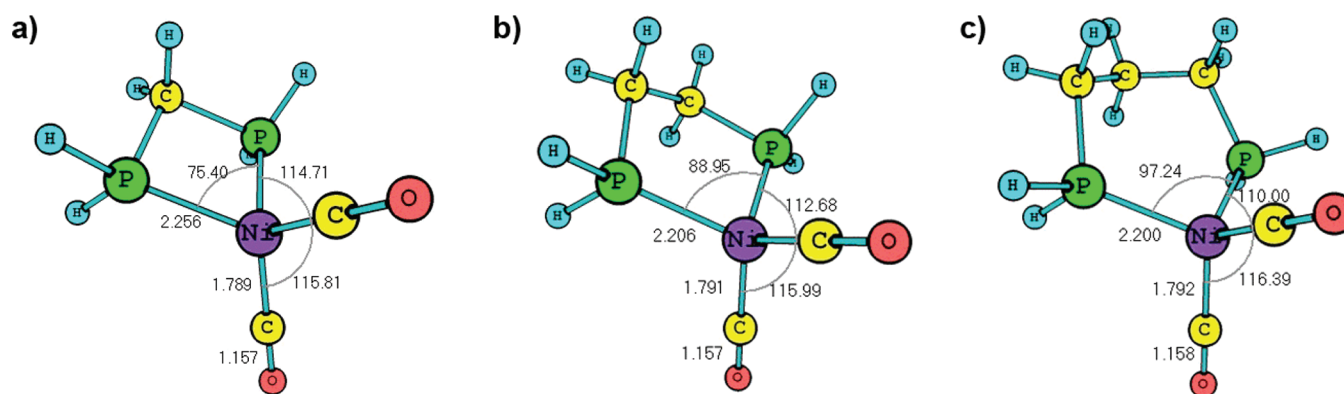 a)
H
H
H
C
H
P
H
P
H
75.40
114.71
2.256
Ni
C
O
1.789
115.81
C
1.157
O
b)
H
H
H
C
C
H
H
P
H
H
P
H
88.95
112.68
2.206
Ni
C
O
1.791
115.99
C
1.157
O
c)
H
H
H
H
H
C
C
C
H
H
P
H
P
H
97.24
110.00
2.200
Ni
C
O
1.792
116.39
C
1.158
O